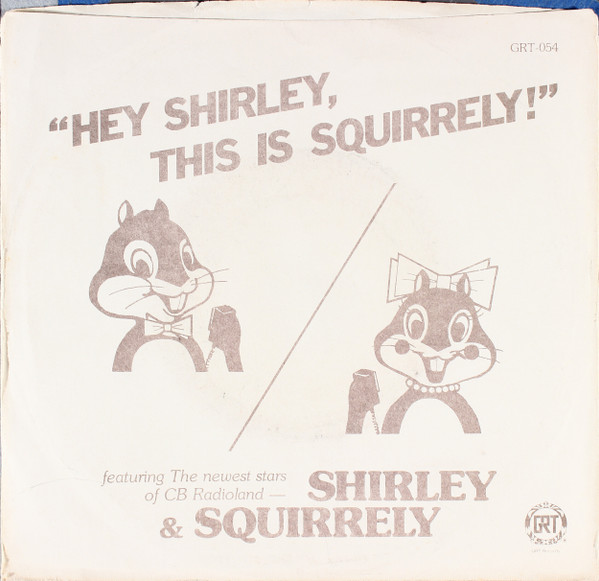 GRT-054
“HEY SHIRLEY,
THIS IS SQUIRRELY!”
featuring The newest stars
of CB Radioland — SHIRLEY
& SQUIRRELY
GRT